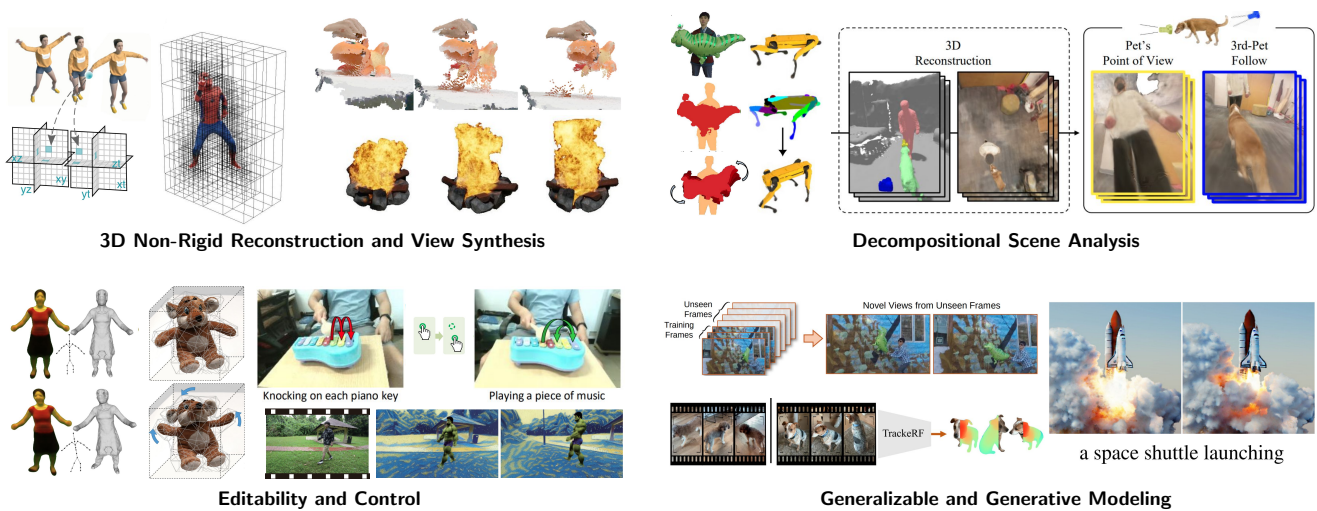 xz
xy
zt
yz
yt
xt
3D Non-Rigid Reconstruction and View Synthesis
3D
Reconstruction
Pet's
Point of View
3rd-Pet
Follow
Decompositional Scene Analysis
Knocking on each piano key
Playing a piece of music
Editability and Control
Unseen
Frames
Training
Frames
Novel Views from Unseen Frames
TrackeRF
a space shuttle launching
Generalizable and Generative Modeling